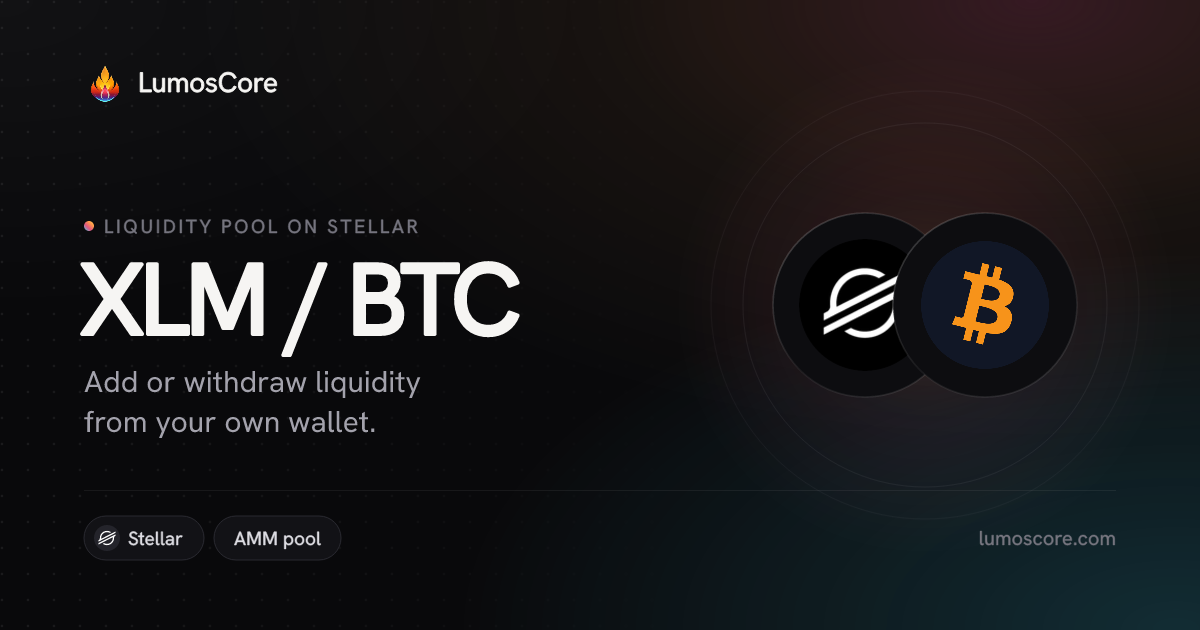 LumosCore
LIQUIDITY POOL ON STELLAR
XLM / BTC
Add or withdraw liquidity
from your own wallet.
Stellar
AMM pool
lumoscore.com